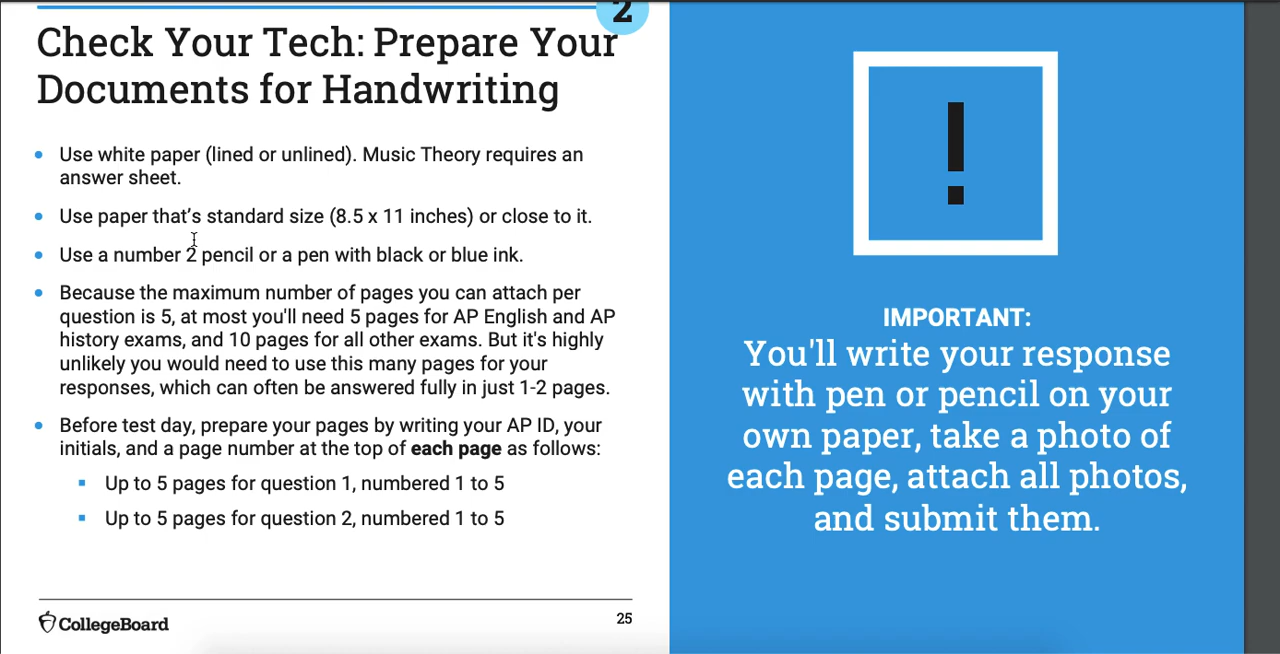 2
Check Your Tech: Prepare Your
Documents for Handwriting
• Use white paper (lined or unlined). Music Theory requires an
answer sheet.
• Use paper that's standard size (8.5 x 11 inches) or close to it.
• Use a number 2 pencil or a pen with black or blue ink.
• Because the maximum number of pages you can attach per
question is 5, at most you'll need 5 pages for AP English and AP
history exams, and 10 pages for all other exams. But it's highly
unlikely you would need to use this many pages for your
responses, which can often be answered fully in just 1-2 pages.
• Before test day, prepare your pages by writing your AP ID, your
initials, and a page number at the top of each page as follows:
▪ Up to 5 pages for question 1, numbered 1 to 5
▪ Up to 5 pages for question 2, numbered 1 to 5
CollegeBoard
25
!
IMPORTANT:
You'll write your response
with pen or pencil on your
own paper, take a photo of
each page, attach all photos,
and submit them.